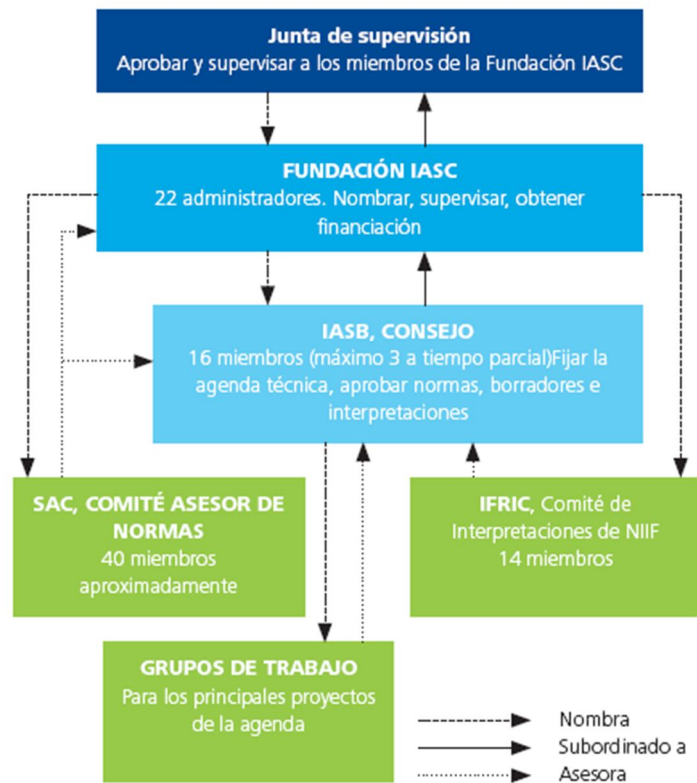 Junta de supervisión
Aprobar y supervisar a los miembros de la Fundación IASC
FUNDACIÓN IASC
22 administradores. Nombrar, supervisar, obtener
financiación
IASB, CONSEJO
16 miembros (máximo 3 a tiempo parcial)Fijar la
agenda técnica, aprobar normas, borradores e
interpretaciones
SAC, COMITÉ ASESOR DE
NORMAS
40 miembros
aproximadamente
IFRIC, Comité de
Interpretaciones de NIIF
14 miembros
GRUPOS DE TRABAJO
Para los principales proyectos
de la agenda
Nombra
Subordinado a
Asesora